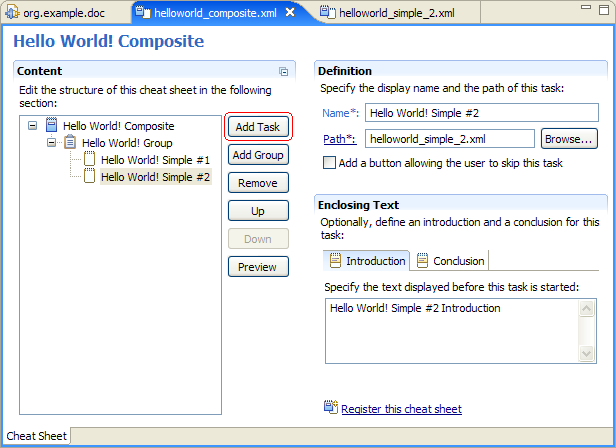 org.example.doc
helloworld_composite.xml
helloworld_simple_2.xml
Hello World! Composite
Content
Edit the structure of this cheat sheet in the following
section:
Hello World! Composite
Hello World! Group
Hello World! Simple #1
Hello World! Simple #2
Add Task
Add Group
Remove
Up
Down
Preview
Definition
Specify the display name and the path of this task:
Name*: Hello World! Simple #2
Path*: helloworld_simple_2.xml Browse...
Add a button allowing the user to skip this task
Enclosing Text
Optionally, define an introduction and a conclusion for this
task:
Introduction Conclusion
Specify the text displayed before this task is started:
Hello World! Simple #2 Introduction
Register this cheat sheet
Cheat Sheet